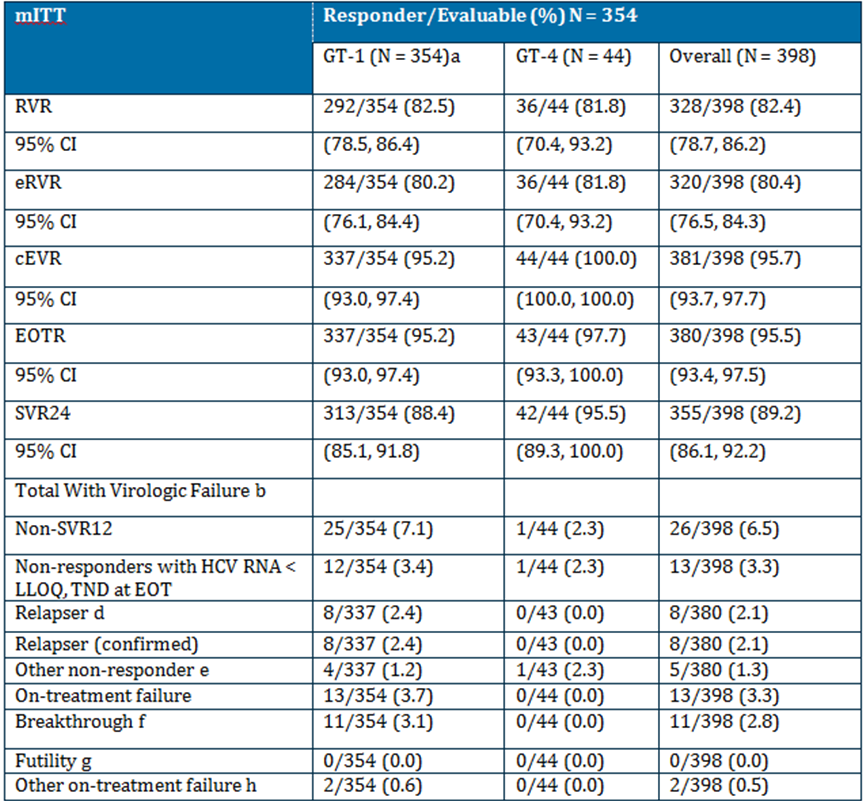 mITT Responder/Evaluable (%) N = 354
GT-1 (N = 354)a GT-4 (N = 44) Overall (N = 398)
RVR 292/354 (82.5) 36/44 (81.8) 328/398 (82.4)
95% CI (78.5, 86.4) (70.4, 93.2) (78.7, 86.2)
eRVR 284/354 (80.2) 36/44 (81.8) 320/398 (80.4)
95% CI (76.1, 84.4) (70.4, 93.2) (76.5, 84.3)
cEVR 337/354 (95.2) 44/44 (100.0) 381/398 (95.7)
95% CI (93.0, 97.4) (100.0, 100.0) (93.7, 97.7)
EOTR 337/354 (95.2) 43/44 (97.7) 380/398 (95.5)
95% CI (93.0, 97.4) (93.3, 100.0) (93.4, 97.5)
SVR24 313/354 (88.4) 42/44 (95.5) 355/398 (89.2)
95% CI (85.1, 91.8) (89.3, 100.0) (86.1, 92.2)
Total With Virologic Failure b
Non-SVR12 25/354 (7.1) 1/44 (2.3) 26/398 (6.5)
Non-responders with HCV RNA < 12/354 (3.4) 1/44 (2.3) 13/398 (3.3)
LLOQ, TND at EOT
Relapser d 8/337 (2.4) 0/43 (0.0) 8/380 (2.1)
Relapser (confirmed) 8/337 (2.4) 0/43 (0.0) 8/380 (2.1)
Other non-responder e 4/337 (1.2) 1/43 (2.3) 5/380 (1.3)
On-treatment failure 13/354 (3.7) 0/44 (0.0) 13/398 (3.3)
Breakthrough f 11/354 (3.1) 0/44 (0.0) 11/398 (2.8)
Futility g 0/354 (0.0) 0/44 (0.0) 0/398 (0.0)
Other on-treatment failure h 2/354 (0.6) 0/44 (0.0) 2/398 (0.5)